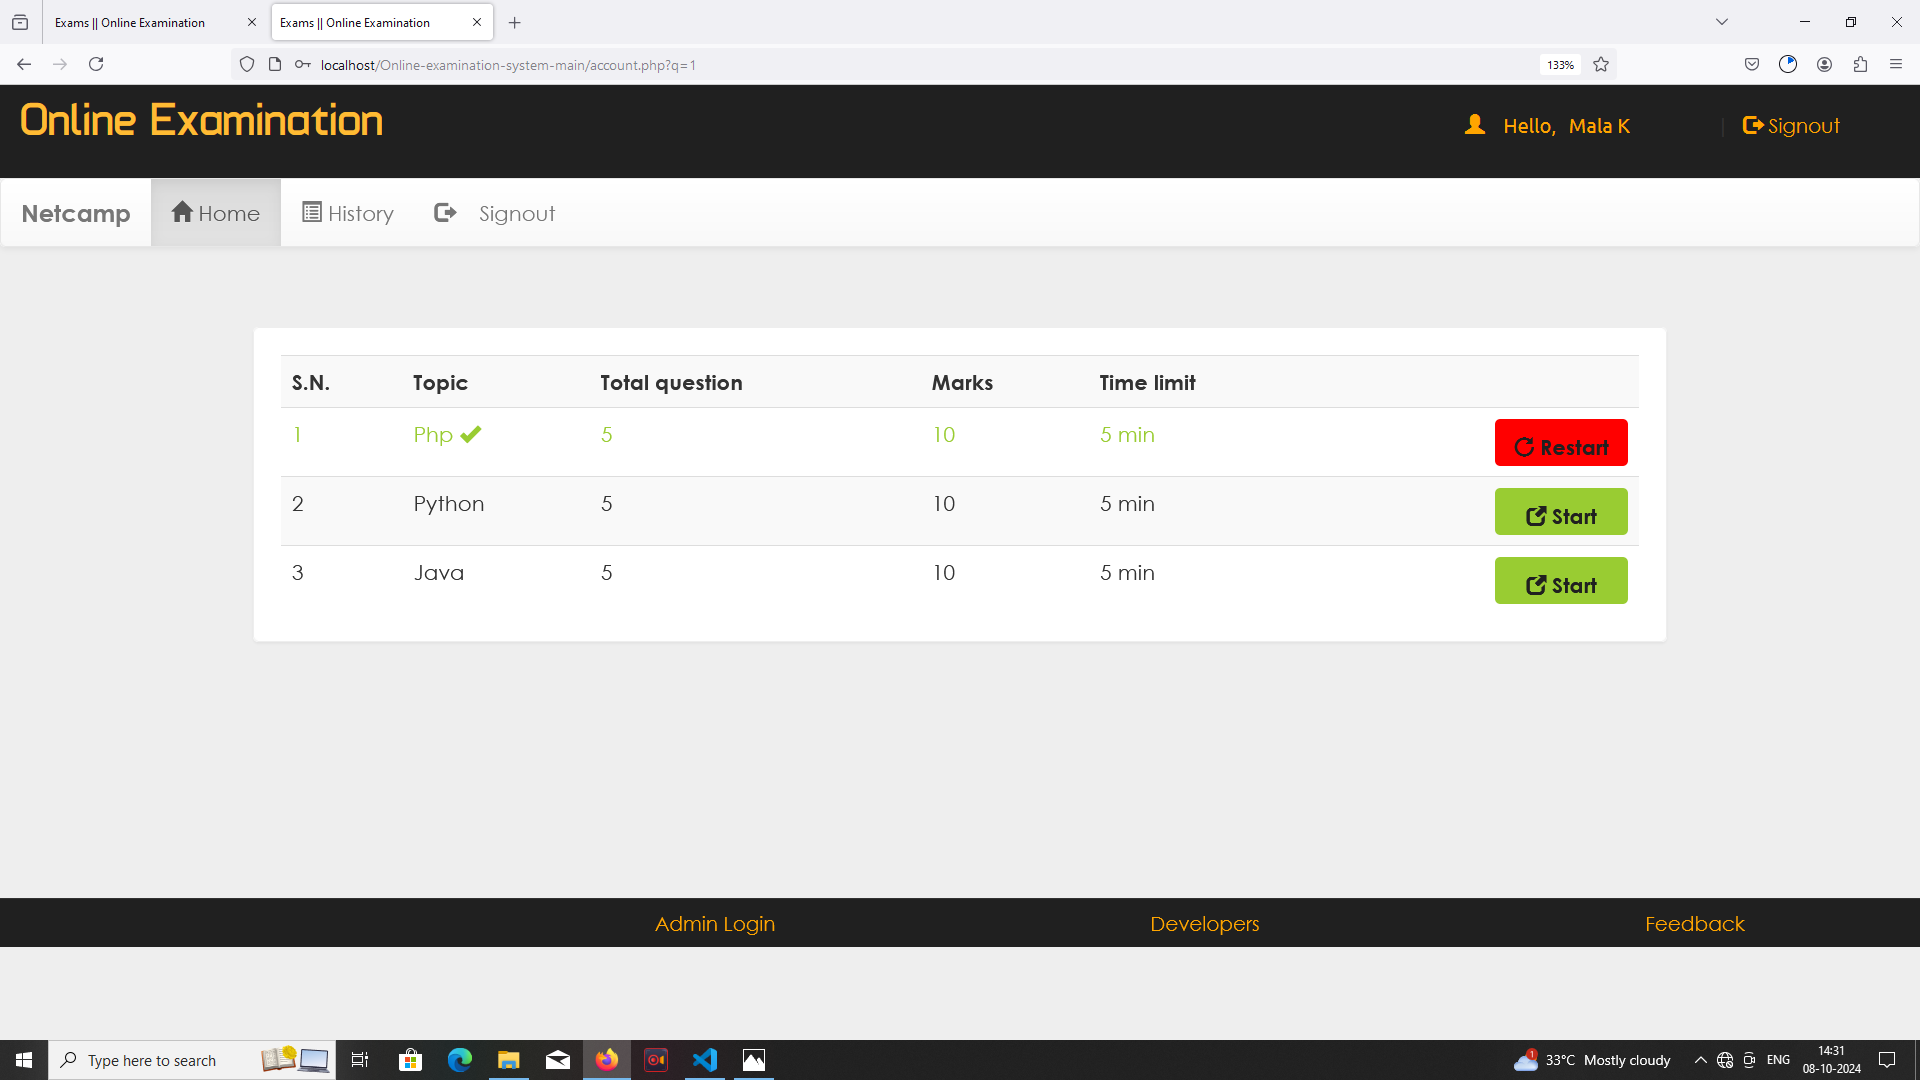 Exams || Online Examination
Exams || Online Examination
localhost/Online-examination-system-main/account.php?q=1
133%
Online Examination
Hello, Mala K
| Signout
Netcamp Home History Signout
S.N. Topic Total question Marks Time limit
1 Php 5 10 5 min Restart
2 Python 5 10 5 min Start
3 Java 5 10 5 min Start
Admin Login Developers Feedback
Type here to search
1
33°C Mostly cloudy
ENG
14:31
08-10-2024